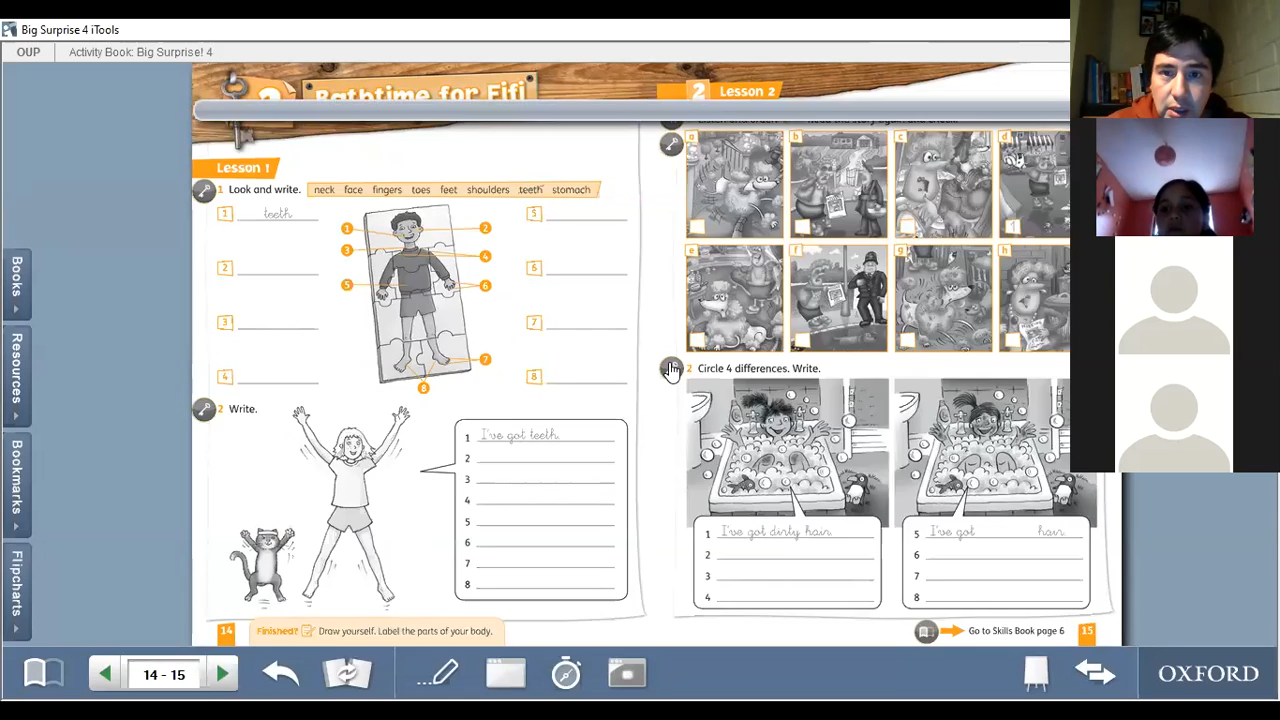 Big Surprise 4 iTools
OUP
Activity Book: Big Surprise! 4
Books
Resources
Bookmarks
Flipcharts
Bathtime for Fifi
Lesson 1
1 Look and write. neck face fingers toes feet shoulders teeth stomach
1 teeth
2
3
4
5
6
7
8
1
2
3
4
5
6
7
8
2 Write.
1 I've got teeth.
2
3
4
5
6
7
8
14
Finished? Draw yourself. Label the parts of your body.
2 Lesson 2
a
b
c
d
1
e
f
g
h
2 Circle 4 differences. Write.
1 I've got dirty hair.
2
3
4
5 I've got hair.
6
7
8
Go to Skills Book page 6 15
14 - 15
OXFORD